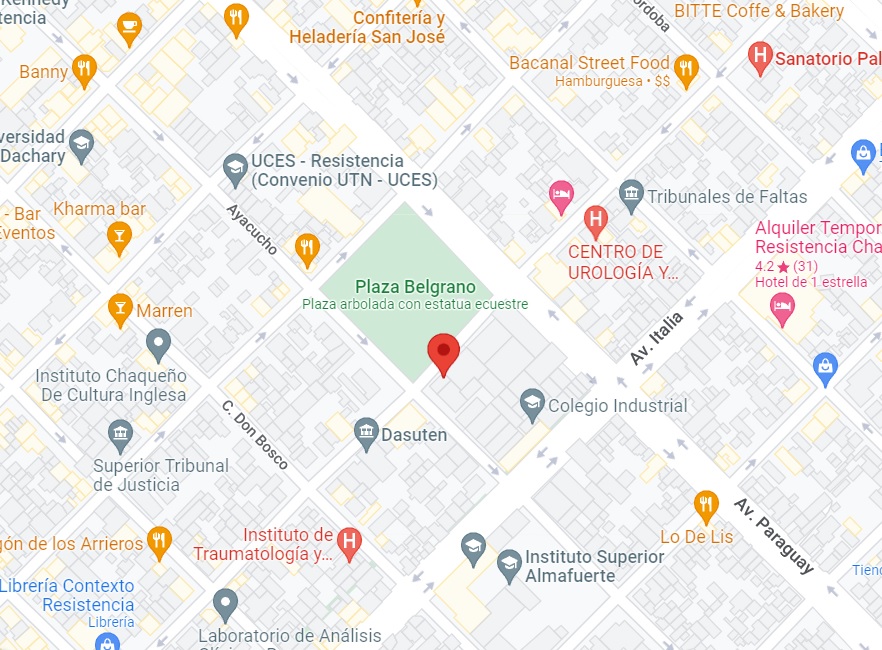 Kennedy
tencia
Confitería y
Heladería San José
órdoba
BITTE Coffe & Bakery
Banny
Bacanal Street Food
Hamburguesa • $$
Sanatorio Pal
versidad
Dachary
UCES - Resistencia
(Convenio UTN - UCES)
- Bar
Eventos
Kharma bar
Ayacucho
Tribunales de Faltas
CENTRO DE
UROLOGÍA Y...
Alquiler Tempor
Resistencia Cha
4.2★ (31)
Hotel de 1 estrella
Plaza Belgrano
Plaza arbolada con estatua ecuestre
Marren
Av. Italia
Instituto Chaqueño
De Cultura Inglesa
C. Don Bosco
Colegio Industrial
Dasuten
Superior Tribunal
de Justicia
Av. Paraguay
Lo De Lis
gón de los Arrieros
Instituto de
Traumatología y...
Instituto Superior
Almafuerte
Tiend
Librería Contexto
Resistencia
Librería
Laboratorio de Análisis